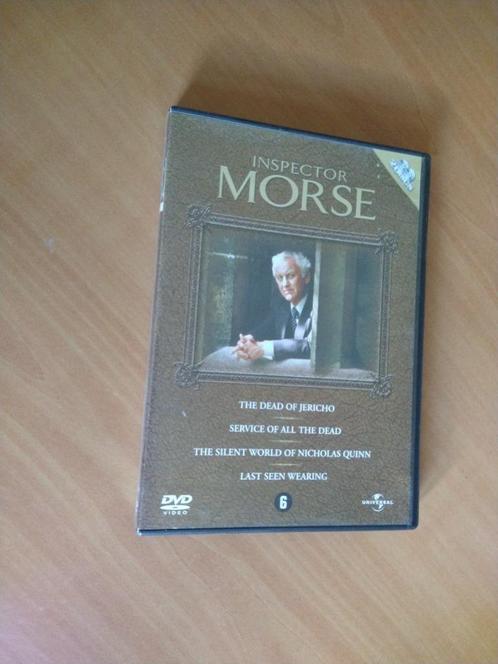 INSPECTOR
MORSE
THE DEAD OF JERICHO
SERVICE OF ALL THE DEAD
THE SILENT WORLD OF NICHOLAS QUINN
LAST SEEN WEARING
DVD
VIDEO
6
UNIVERSAL